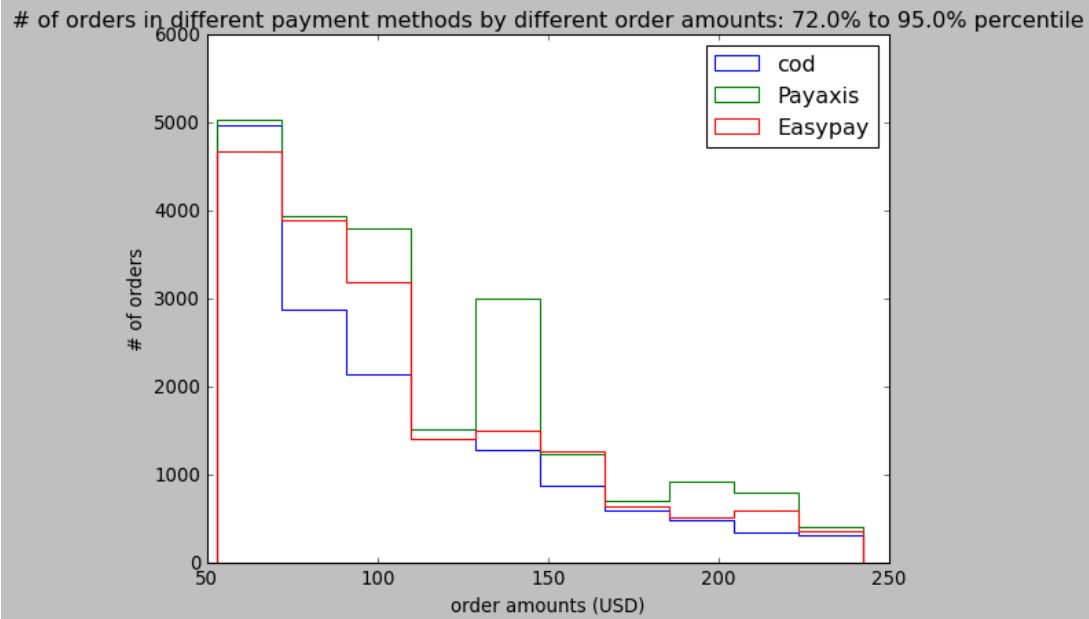 # of orders in different payment methods by different order amounts: 72.0% to 95.0% percentile
6000
5000
4000
3000
2000
1000
0
# of orders
cod
Payaxis
Easypay
50 100 150 200 250
order amounts (USD)